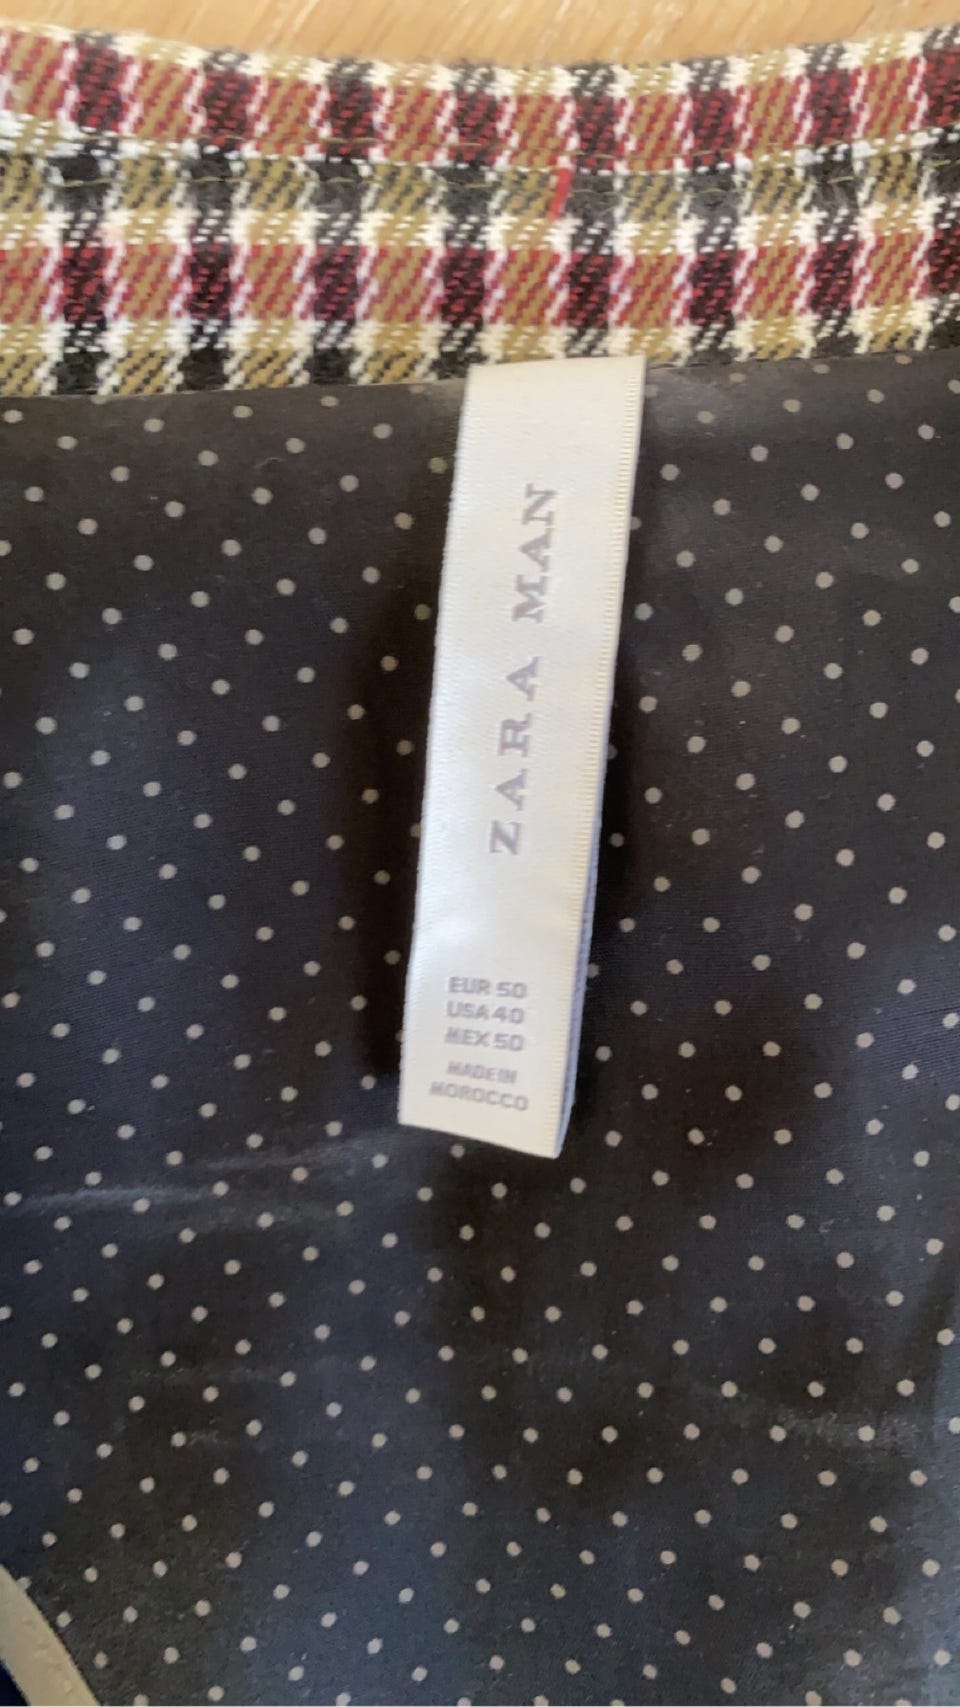 ZARA MAN
EUR 50
USA 40
MEX 50
MADE IN
MOROCCO